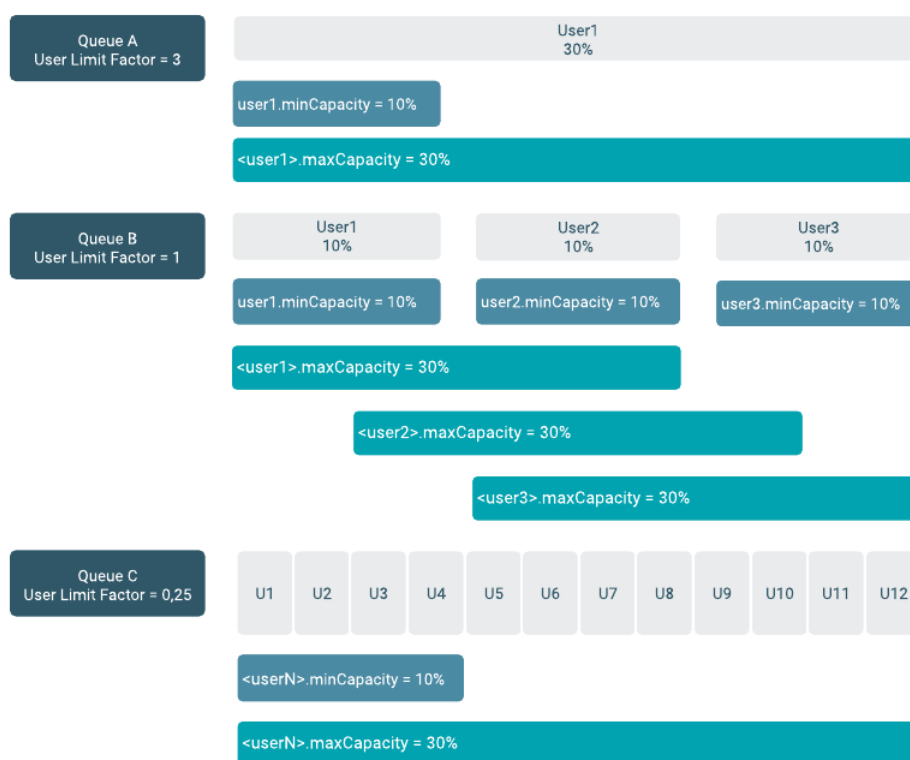 Queue A
User Limit Factor = 3
User1
30%
user1.minCapacity = 10%
<user1>.maxCapacity = 30%
Queue B
User Limit Factor = 1
User1
10%
User2
10%
User3
10%
user1.minCapacity = 10%
user2.minCapacity = 10%
user3.minCapacity = 10%
<user1>.maxCapacity = 30%
<user2>.maxCapacity = 30%
<user3>.maxCapacity = 30%
Queue C
User Limit Factor = 0,25
U1 U2 U3 U4 U5 U6 U7 U8 U9 U10 U11 U12
<userN>.minCapacity = 10%
<userN>.maxCapacity = 30%